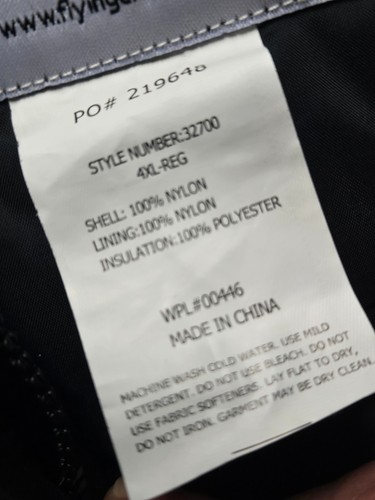 www.flying
PO# 219648
STYLE NUMBER:32700
4XL-REG
SHELL: 100% NYLON
LINING:100% NYLON
INSULATION:100% POLYESTER
WPL#00446
MADE IN CHINA
MACHINE WASH COLD WATER. USE MILD
DETERGENT. DO NOT USE BLEACH. DO NOT
USE FABRIC SOFTENERS. LAY FLAT TO DRY,
DO NOT IRON. GARMENT MAY BE DRY CLEAN.